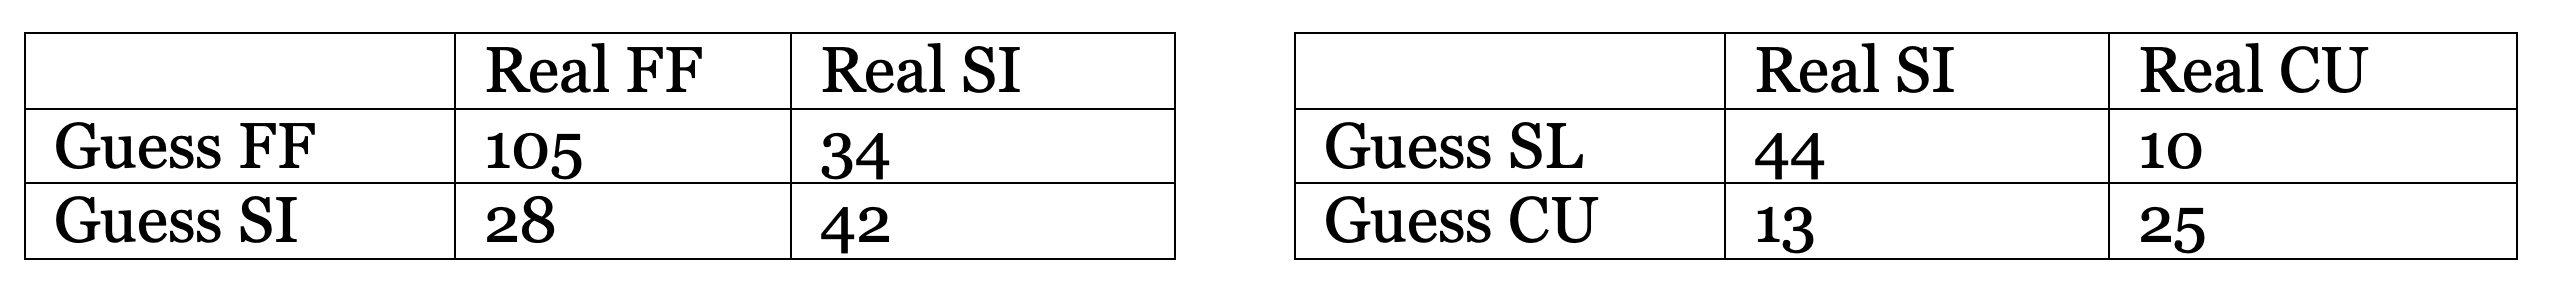 Real FF Real SI
Guess FF 105 34
Guess SI 28 42
Real SI Real CU
Guess SL 44 10
Guess CU 13 25